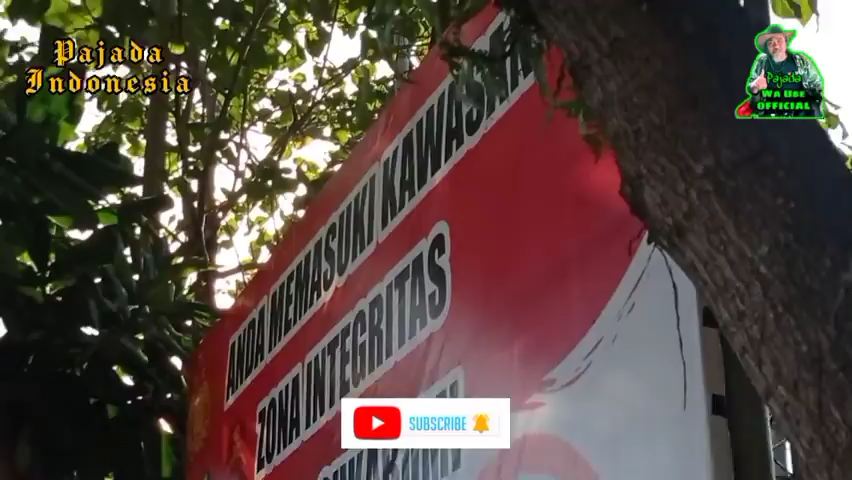 Pajada
Indonesia
Pajada
WA UBE
OFFICIAL
ANDA MEMASUKI KAWASAN
ZONA INTEGRITAS
SUBSCRIBE